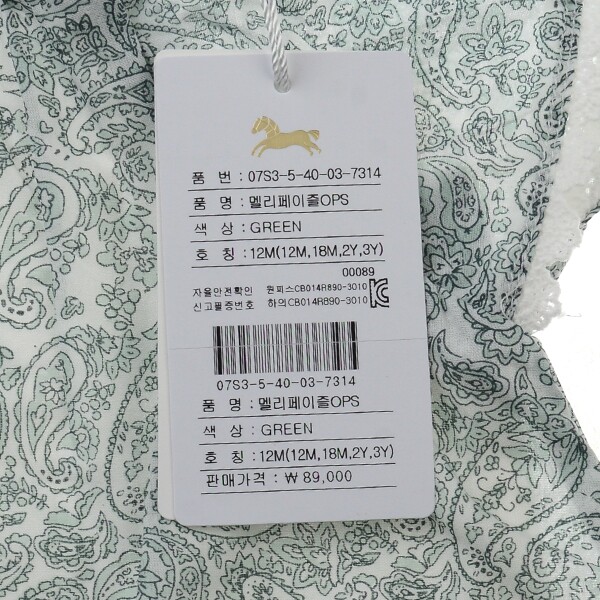 품 번 : 07S3-5-40-03-7314
품 명 : 멜리페이즐OPS
색 상 : GREEN
호 칭 : 12M(12M,18M,2Y,3Y)
00089
자율안전확인 원피스CB014R890-3010
신고필증번호 하의CB014R890-3010
07S3-5-40-03-7314
품 명 : 멜리페이즐OPS
색 상 : GREEN
호 칭 : 12M(12M,18M,2Y,3Y)
판매가격 : ₩ 89,000